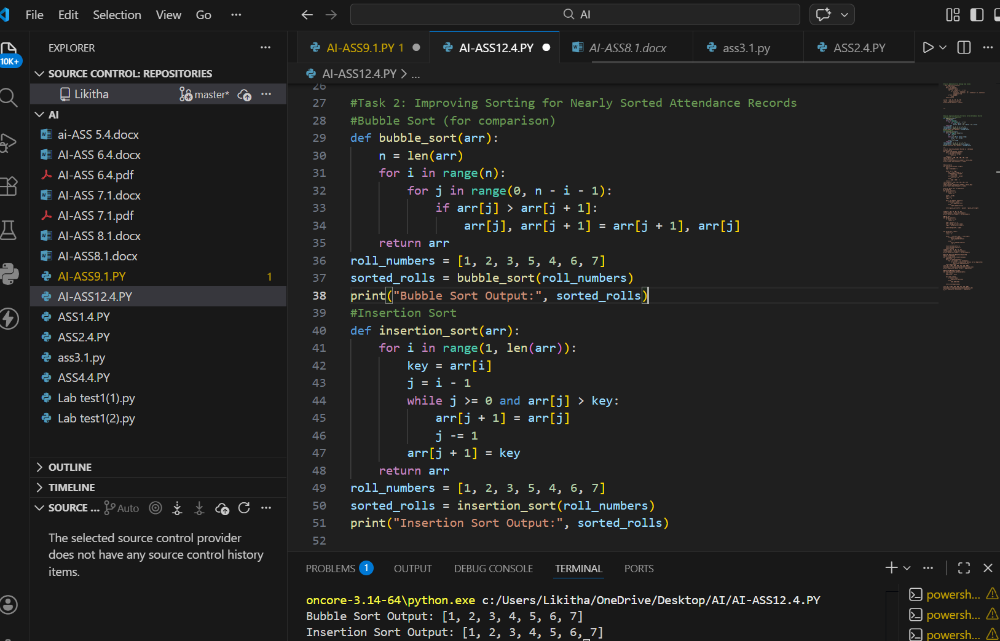 File Edit Selection View Go ···
AI
EXPLORER ···
10K+
SOURCE CONTROL: REPOSITORIES
Likitha master* ···
AI
ai-ASS 5.4.docx
AI-ASS 6.4.docx
AI-ASS 6.4.pdf
AI-ASS 7.1.docx
AI-ASS 7.1.pdf
AI-ASS 8.1.docx
AI-ASS8.1.docx
AI-ASS9.1.PY 1
AI-ASS12.4.PY
ASS1.4.PY
ASS2.4.PY
ass3.1.py
ASS4.4.PY
Lab test1(1).py
Lab test1(2).py
OUTLINE
TIMELINE
SOURCE ... Auto ···
The selected source control provider
does not have any source control history
items.
AI-ASS9.1.PY 1 AI-ASS12.4.PY AI-ASS8.1.docx ass3.1.py ASS2.4.PY ···
AI-ASS12.4.PY > ...
26
27 #Task 2: Improving Sorting for Nearly Sorted Attendance Records
28 #Bubble Sort (for comparison)
29 def bubble_sort(arr):
30     n = len(arr)
31     for i in range(n):
32         for j in range(0, n - i - 1):
33             if arr[j] > arr[j + 1]:
34                 arr[j], arr[j + 1] = arr[j + 1], arr[j]
35     return arr
36 roll_numbers = [1, 2, 3, 5, 4, 6, 7]
37 sorted_rolls = bubble_sort(roll_numbers)
38 print("Bubble Sort Output:", sorted_rolls)
39 #Insertion Sort
40 def insertion_sort(arr):
41     for i in range(1, len(arr)):
42         key = arr[i]
43         j = i - 1
44         while j >= 0 and arr[j] > key:
45             arr[j + 1] = arr[j]
46             j -= 1
47         arr[j + 1] = key
48     return arr
49 roll_numbers = [1, 2, 3, 5, 4, 6, 7]
50 sorted_rolls = insertion_sort(roll_numbers)
51 print("Insertion Sort Output:", sorted_rolls)
52
PROBLEMS 1 OUTPUT DEBUG CONSOLE TERMINAL PORTS ···
oncore-3.14-64\python.exe c:/Users/Likitha/OneDrive/Desktop/AI/AI-ASS12.4.PY
Bubble Sort Output: [1, 2, 3, 4, 5, 6, 7]
Insertion Sort Output: [1, 2, 3, 4, 5, 6, 7]
powersh...
powersh...
powersh...